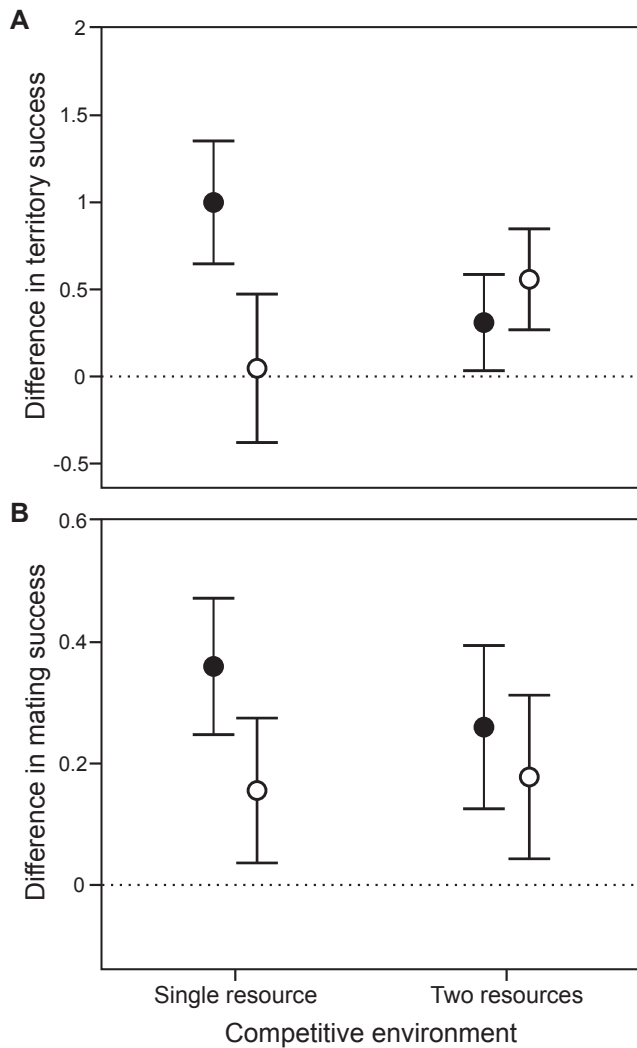 A
Difference in territory success
2
1.5
1
0.5
0
-0.5
B
Difference in mating success
0.6
0.4
0.2
0
Single resource
Two resources
Competitive environment